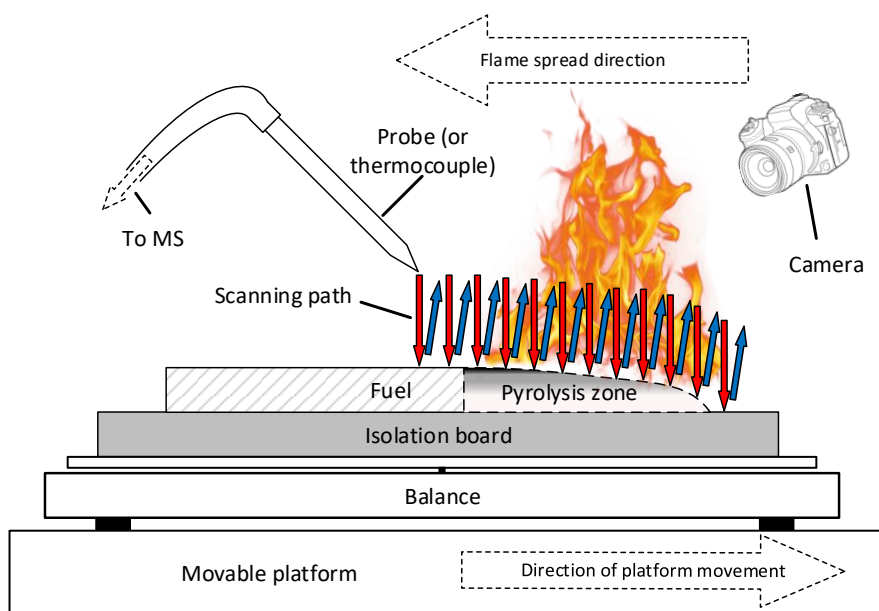 Flame spread direction
Probe (or
thermocouple)
To MS
Camera
Scanning path
Fuel
Pyrolysis zone
Isolation board
Balance
Movable platform
Direction of platform movement